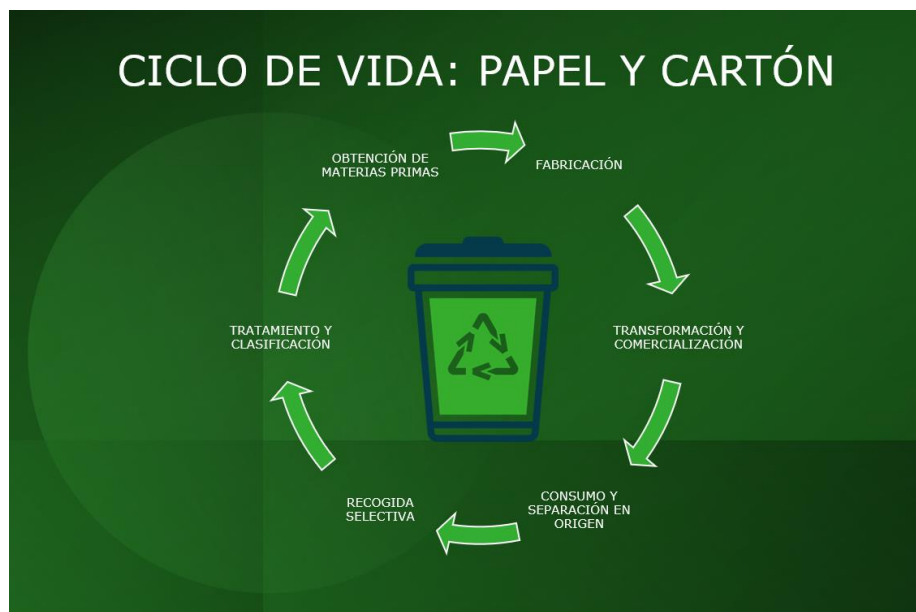 CICLO DE VIDA: PAPEL Y CARTÓN
OBTENCIÓN DE
MATERIAS PRIMAS
FABRICACIÓN
TRANSFORMACIÓN Y
COMERCIALIZACIÓN
CONSUMO Y
SEPARACIÓN EN
ORIGEN
RECOGIDA
SELECTIVA
TRATAMIENTO Y
CLASIFICACIÓN